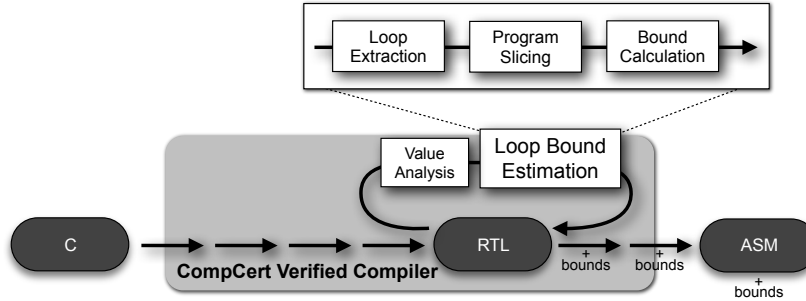 Loop
Extraction
Program
Slicing
Bound
Calculation
Value
Analysis
Loop Bound
Estimation
C
RTL
ASM
+
bounds
+
bounds
+
bounds
CompCert Verified Compiler